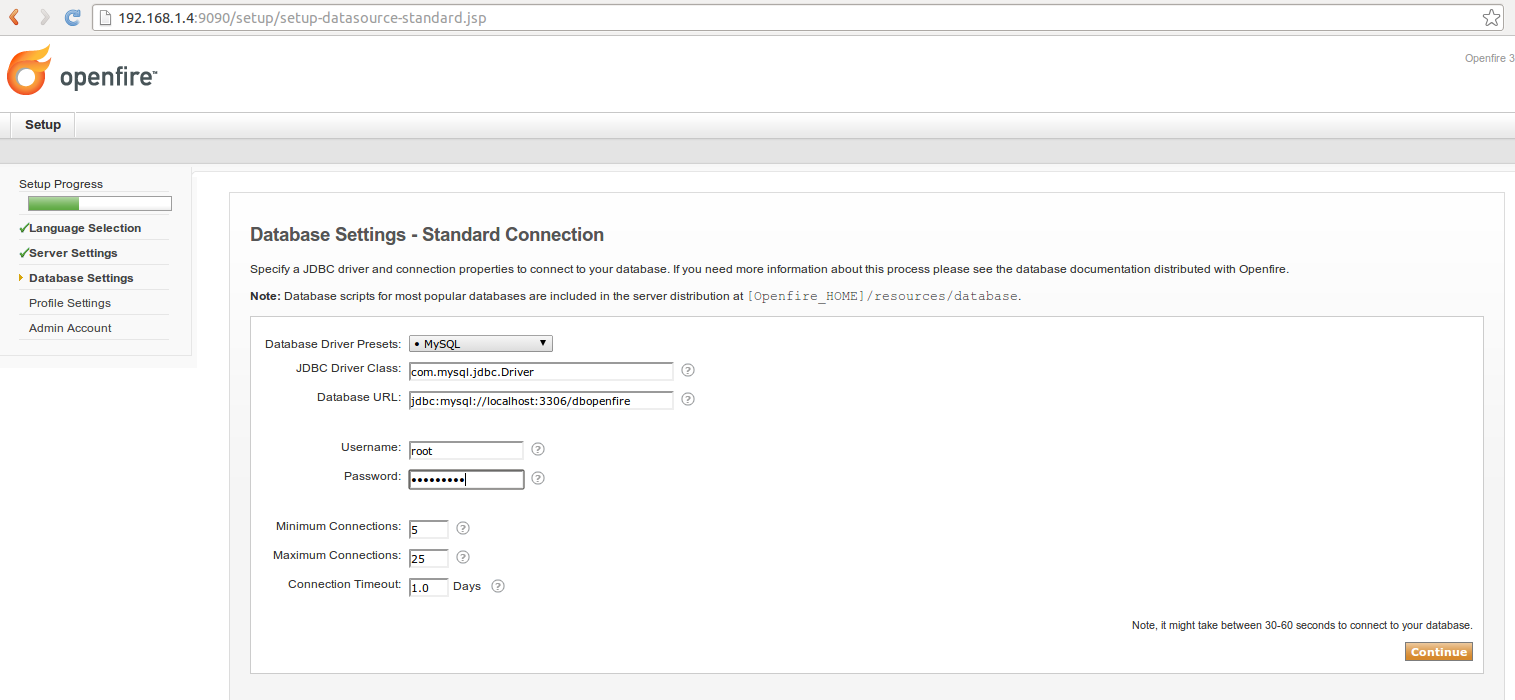 192.168.1.4:9090/setup/setup-datasource-standard.jsp
openfire™
Openfire 3
Setup
Setup Progress
Language Selection
Server Settings
Database Settings
Profile Settings
Admin Account
Database Settings - Standard Connection
Specify a JDBC driver and connection properties to connect to your database. If you need more information about this process please see the database documentation distributed with Openfire.
Note: Database scripts for most popular databases are included in the server distribution at [Openfire_HOME]/resources/database.
Database Driver Presets: • MySQL
JDBC Driver Class: com.mysql.jdbc.Driver
Database URL: jdbc:mysql://localhost:3306/dbopenfire
Username: root
Password: •••••••••
Minimum Connections: 5
Maximum Connections: 25
Connection Timeout: 1.0 Days
Note, it might take between 30-60 seconds to connect to your database.
Continue